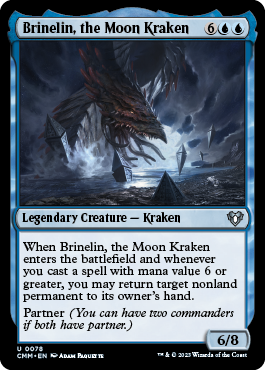 Brinelin, the Moon Kraken 6
Legendary Creature — Kraken
When Brinelin, the Moon Kraken
enters the battlefield and whenever
you cast a spell with mana value 6 or
greater, you may return target nonland
permanent to its owner's hand.
Partner (You can have two commanders
if both have partner.)
6/8
U 0078
CMM • EN Adam Paquette
™ & © 2023 Wizards of the Coast